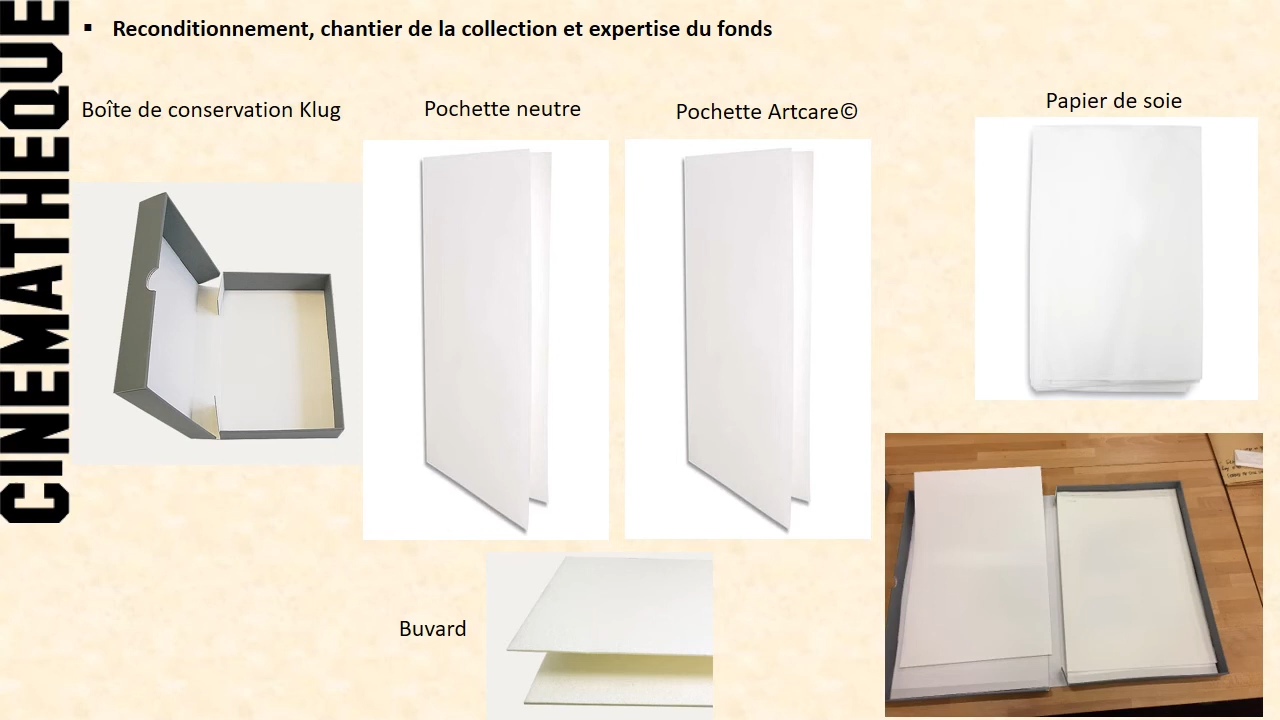 CINEMATHEQUE
▪ Reconditionnement, chantier de la collection et expertise du fonds
Boîte de conservation Klug
Pochette neutre
Pochette Artcare©
Papier de soie
Buvard